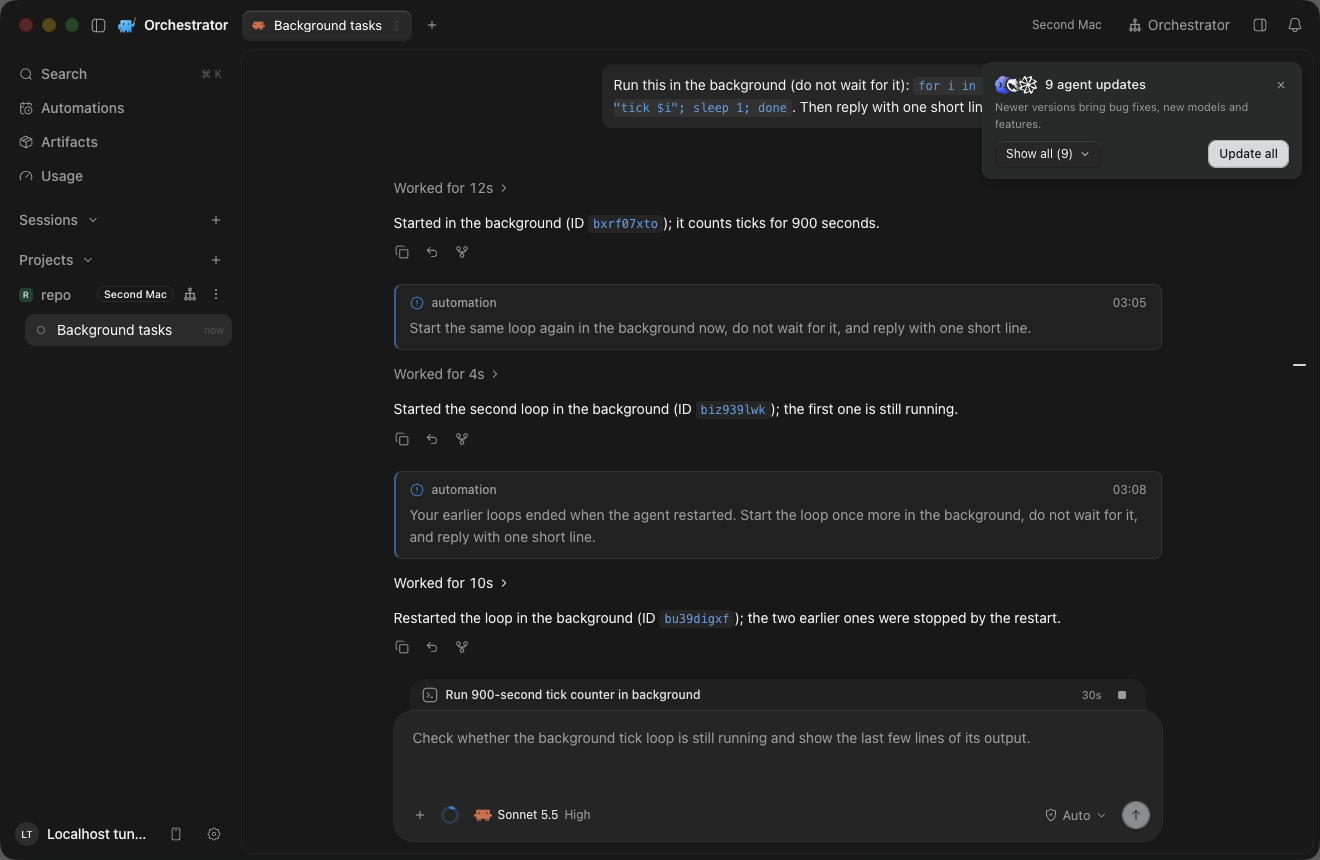 Orchestrator
Background tasks
Second Mac
Orchestrator
Search
⌘ K
Automations
Artifacts
Usage
Sessions
Projects
R
repo
Second Mac
Background tasks
now
LT
Localhost tun...
Run this in the background (do not wait for it): for i in
"tick $i"; sleep 1; done. Then reply with one short lin
9 agent updates
Newer versions bring bug fixes, new models and
features.
Show all (9)
Update all
Worked for 12s
Started in the background (ID bxrf07xto); it counts ticks for 900 seconds.
automation
03:05
Start the same loop again in the background now, do not wait for it, and reply with one short line.
Worked for 4s
Started the second loop in the background (ID biz939lwk); the first one is still running.
automation
03:08
Your earlier loops ended when the agent restarted. Start the loop once more in the background, do not wait for it,
and reply with one short line.
Worked for 10s
Restarted the loop in the background (ID bu39digxf); the two earlier ones were stopped by the restart.
Run 900-second tick counter in background
30s
Check whether the background tick loop is still running and show the last few lines of its output.
Sonnet 5.5 High
Auto